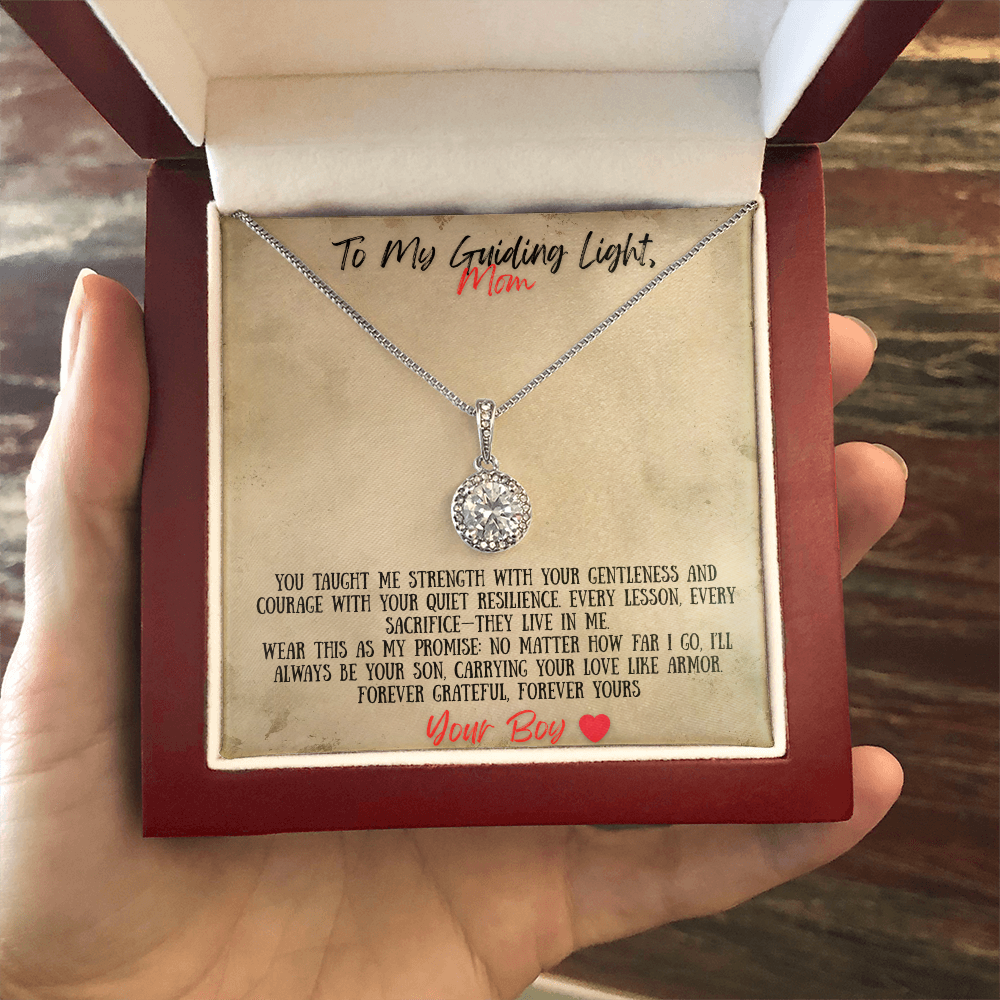 To My Guiding Light,
Mom
YOU TAUGHT ME STRENGTH WITH YOUR GENTLENESS AND
COURAGE WITH YOUR QUIET RESILIENCE. EVERY LESSON, EVERY
SACRIFICE—THEY LIVE IN ME.
WEAR THIS AS MY PROMISE: NO MATTER HOW FAR I GO, I'LL
ALWAYS BE YOUR SON, CARRYING YOUR LOVE LIKE ARMOR.
FOREVER GRATEFUL, FOREVER YOURS
Your Boy